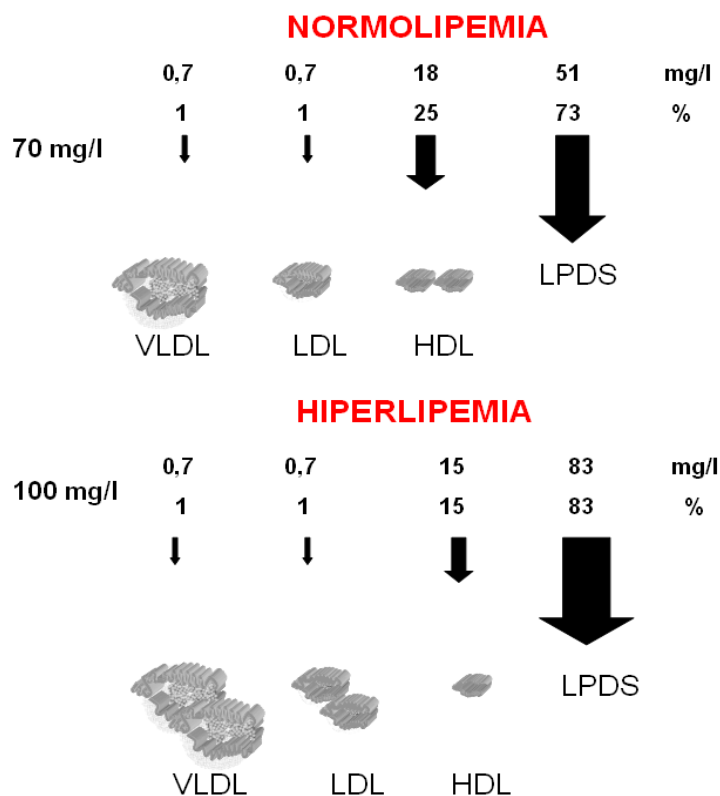 NORMOLIPEMIA
0,7 0,7 18 51 mg/l
1 1 25 73 %
70 mg/l
LPDS
VLDL LDL HDL
HIPERLIPEMIA
0,7 0,7 15 83 mg/l
100 mg/l
1 1 15 83 %
LPDS
VLDL LDL HDL